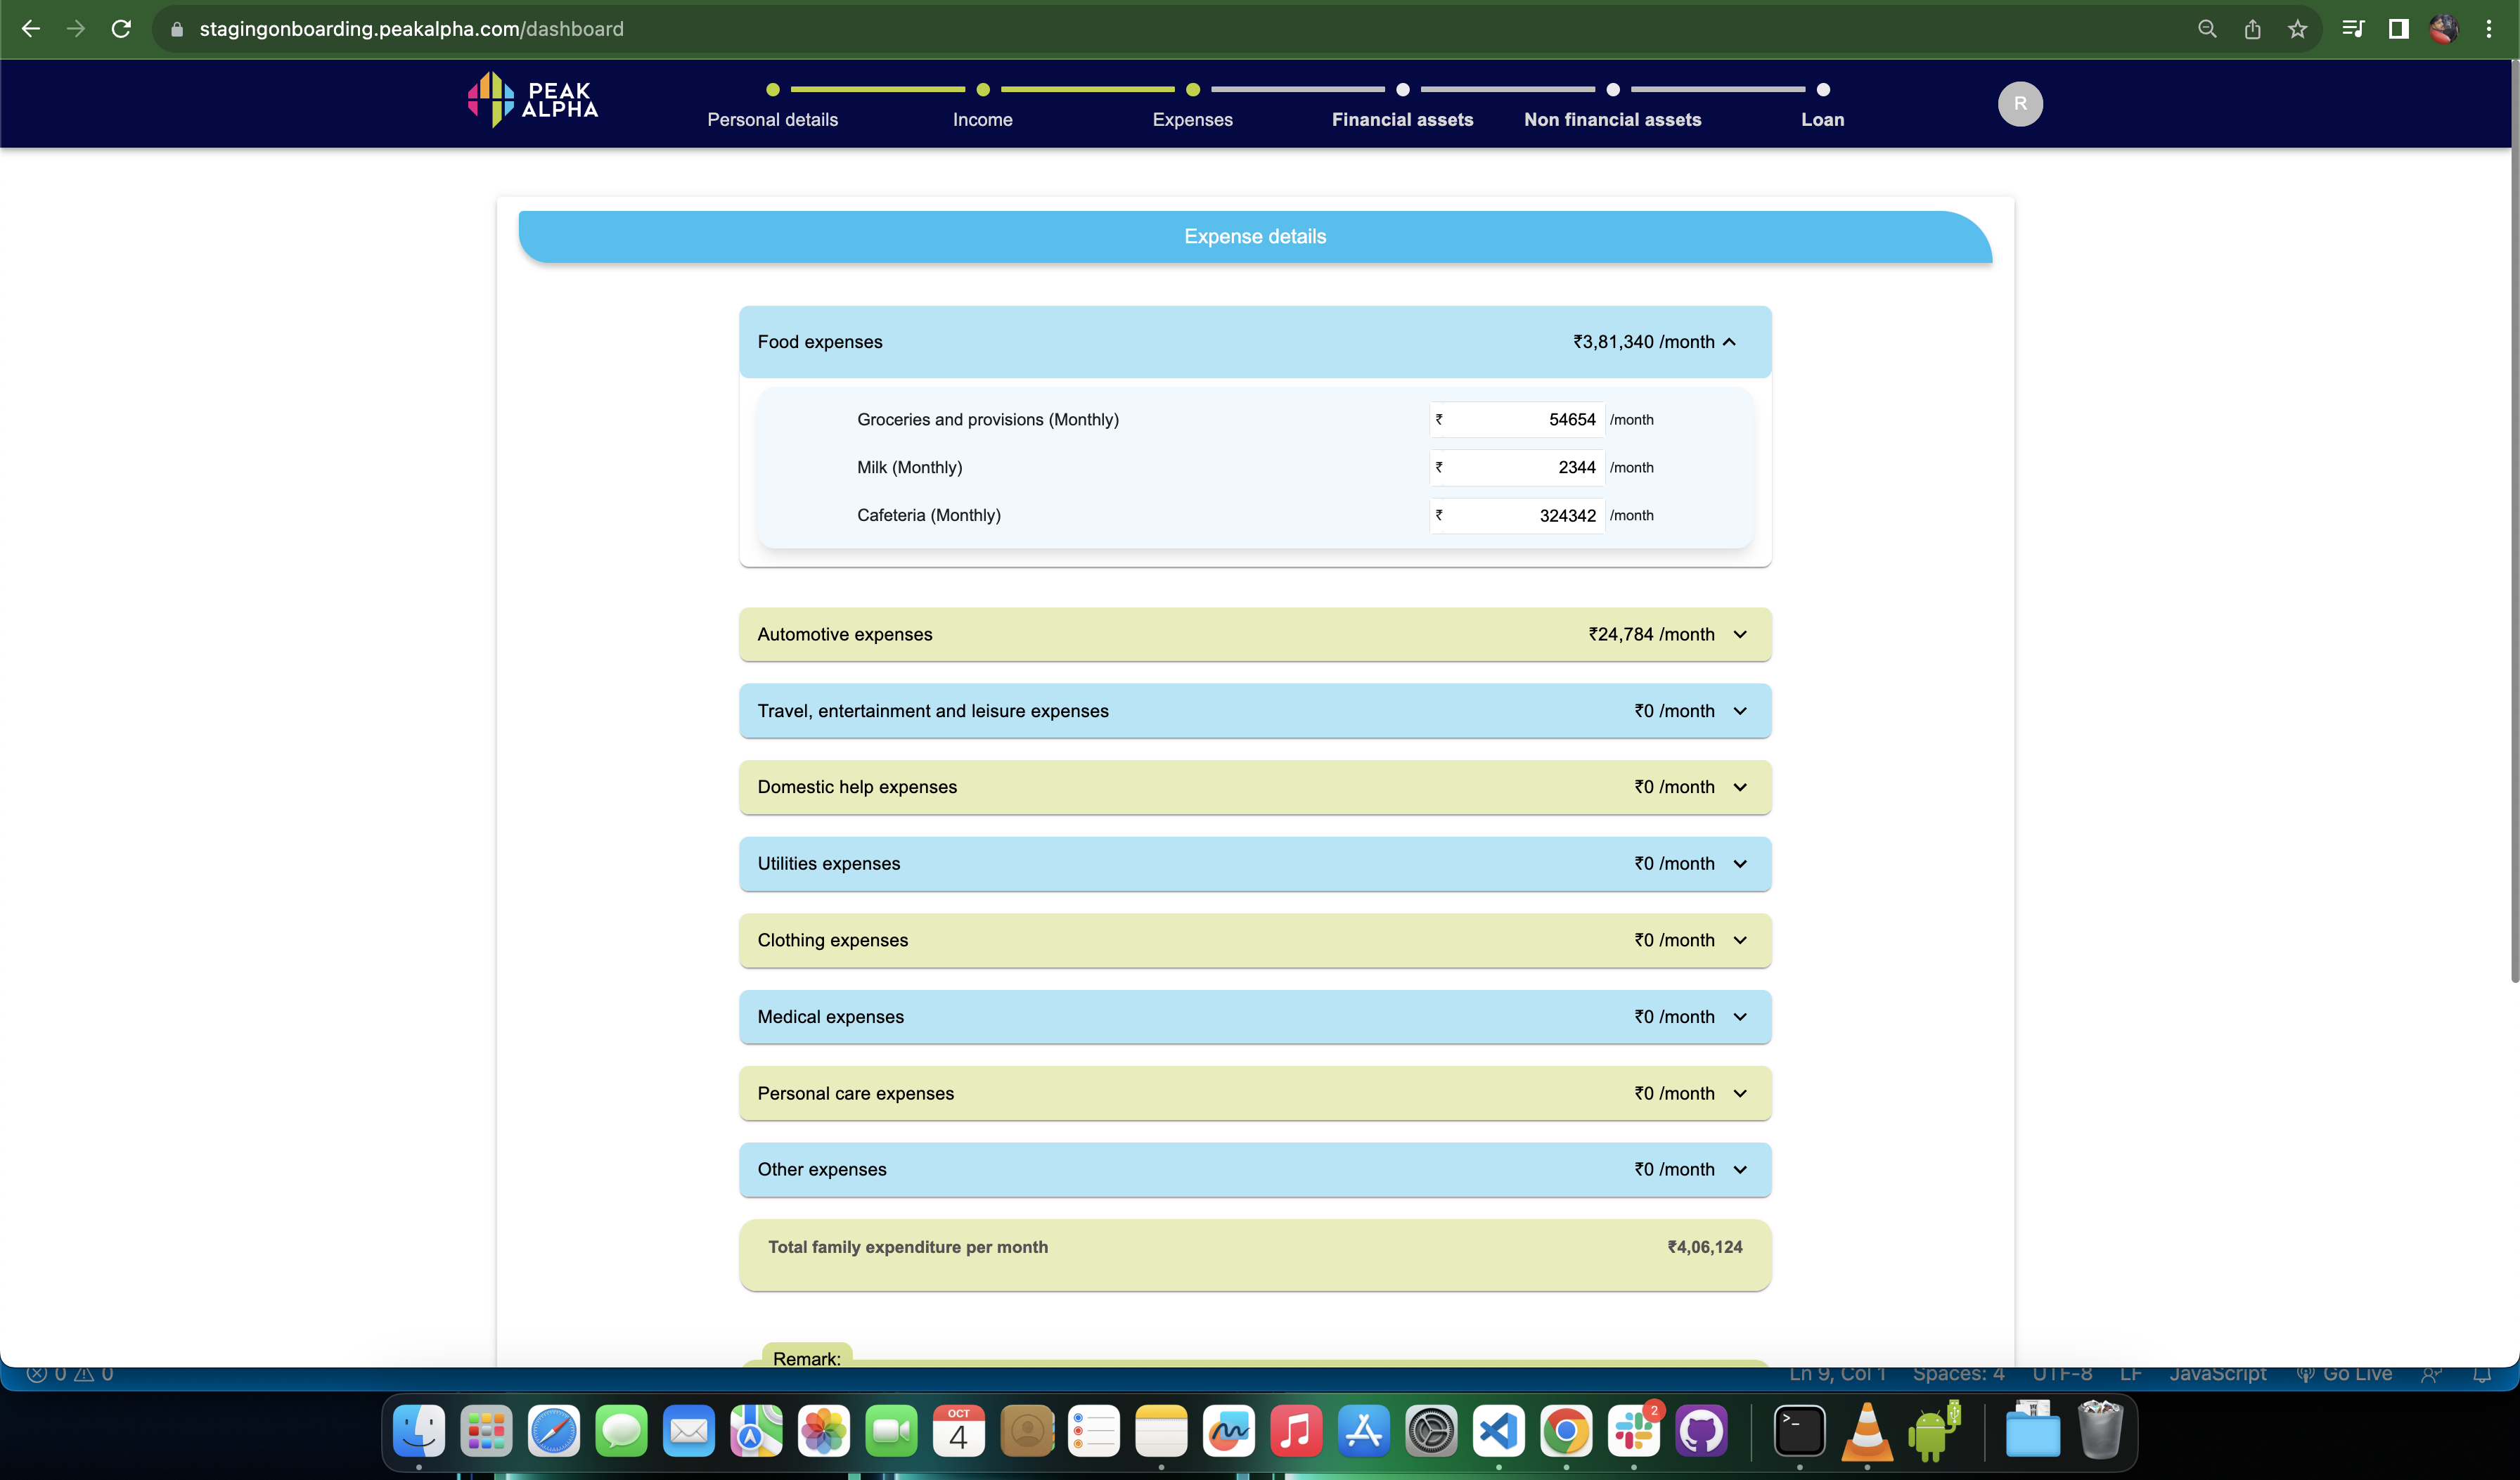 stagingonboarding.peakalpha.com/dashboard
PEAK
ALPHA
Personal details
Income
Expenses
Financial assets
Non financial assets
Loan
R
Expense details
Food expenses ₹3,81,340 /month
Groceries and provisions (Monthly) ₹ 54654 /month
Milk (Monthly) ₹ 2344 /month
Cafeteria (Monthly) ₹ 324342 /month
Automotive expenses ₹24,784 /month
Travel, entertainment and leisure expenses ₹0 /month
Domestic help expenses ₹0 /month
Utilities expenses ₹0 /month
Clothing expenses ₹0 /month
Medical expenses ₹0 /month
Personal care expenses ₹0 /month
Other expenses ₹0 /month
Total family expenditure per month ₹4,06,124
Remark:
0 0 Ln 9, Col 1 Spaces: 4 UTF-8 LF JavaScript Go Live
OCT
4
2
>_